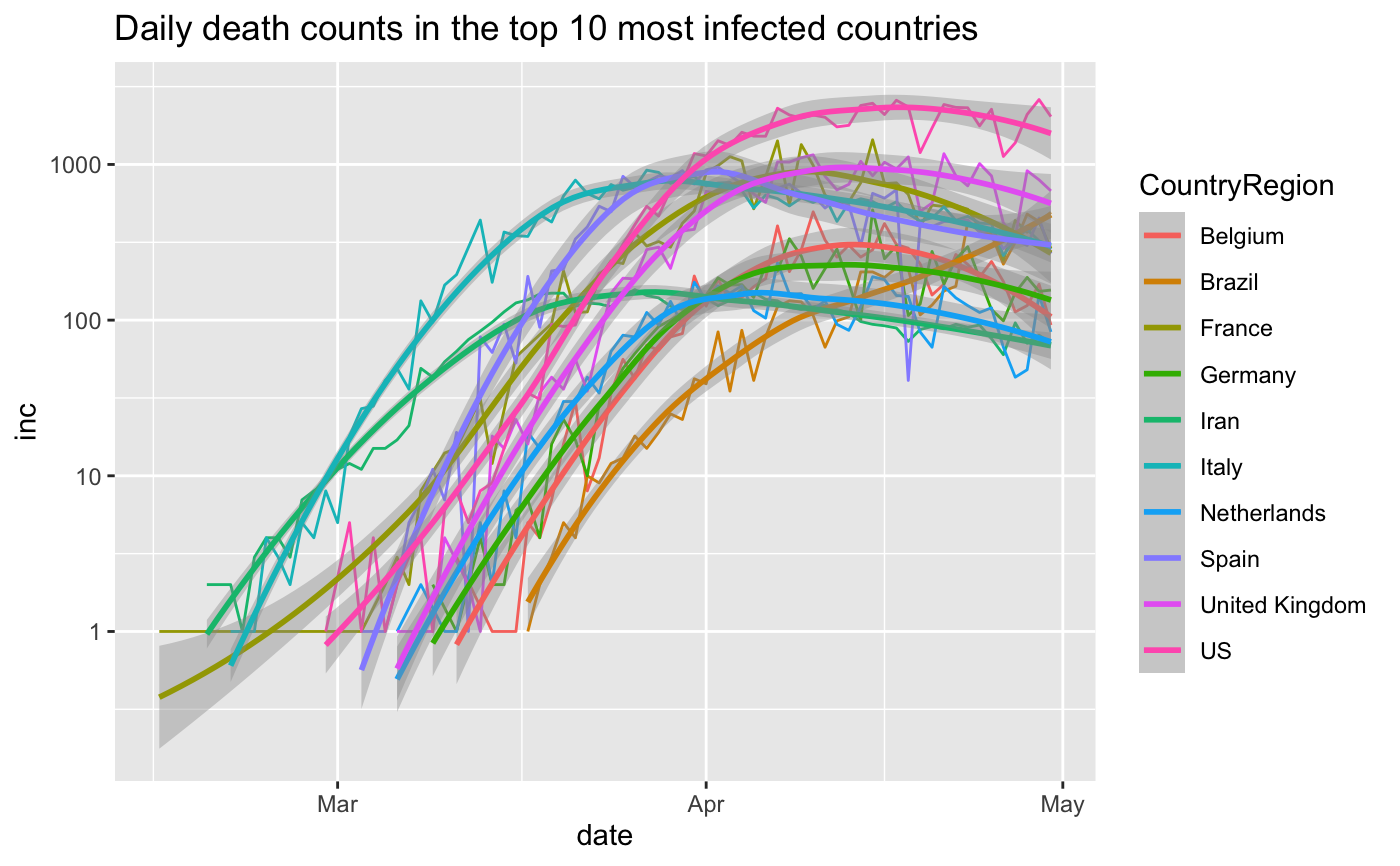 Daily death counts in the top 10 most infected countries
1000
100
10
1
inc
Mar
Apr
May
date
CountryRegion
Belgium
Brazil
France
Germany
Iran
Italy
Netherlands
Spain
United Kingdom
US